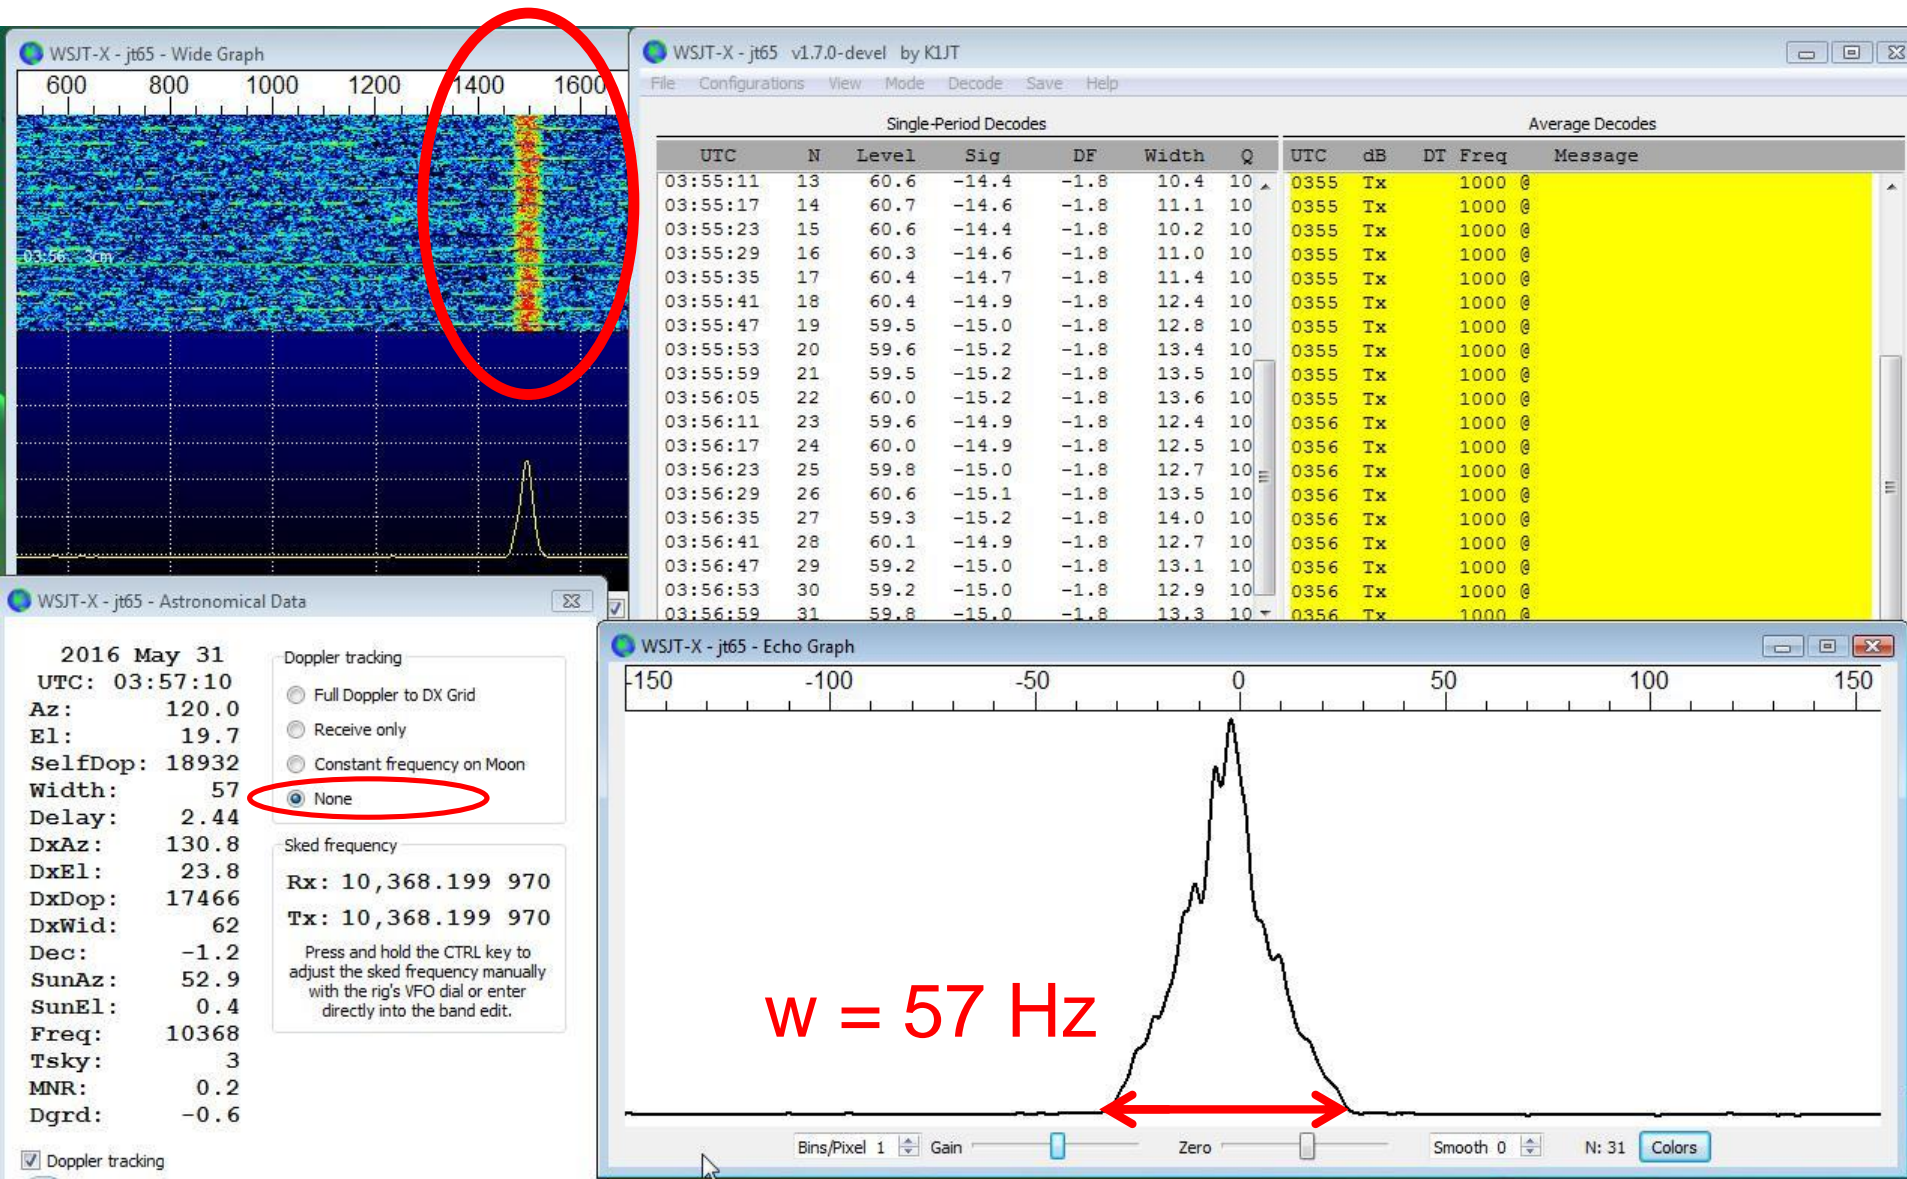 WSJT-X - jt65 - Wide Graph
600 800 1000 1200 1400 1600
03:56 3cm
WSJT-X - jt65 v1.7.0-devel by K1JT
File Configurations View Mode Decode Save Help
Single-Period Decodes
UTC N Level Sig DF Width Q
03:55:11 13 60.6 -14.4 -1.8 10.4 10
03:55:17 14 60.7 -14.6 -1.8 11.1 10
03:55:23 15 60.6 -14.4 -1.8 10.2 10
03:55:29 16 60.3 -14.6 -1.8 11.0 10
03:55:35 17 60.4 -14.7 -1.8 11.4 10
03:55:41 18 60.4 -14.9 -1.8 12.4 10
03:55:47 19 59.5 -15.0 -1.8 12.8 10
03:55:53 20 59.6 -15.2 -1.8 13.4 10
03:55:59 21 59.5 -15.2 -1.8 13.5 10
03:56:05 22 60.0 -15.2 -1.8 13.6 10
03:56:11 23 59.6 -14.9 -1.8 12.4 10
03:56:17 24 60.0 -14.9 -1.8 12.5 10
03:56:23 25 59.8 -15.0 -1.8 12.7 10
03:56:29 26 60.6 -15.1 -1.8 13.5 10
03:56:35 27 59.3 -15.2 -1.8 14.0 10
03:56:41 28 60.1 -14.9 -1.8 12.7 10
03:56:47 29 59.2 -15.0 -1.8 13.1 10
03:56:53 30 59.2 -15.0 -1.8 12.9 10
03:56:59 31 59.8 -15.0 -1.8 13.3 10
Average Decodes
UTC dB DT Freq Message
0355 Tx 1000 @
0355 Tx 1000 @
0355 Tx 1000 @
0355 Tx 1000 @
0355 Tx 1000 @
0355 Tx 1000 @
0355 Tx 1000 @
0355 Tx 1000 @
0355 Tx 1000 @
0355 Tx 1000 @
0356 Tx 1000 @
0356 Tx 1000 @
0356 Tx 1000 @
0356 Tx 1000 @
0356 Tx 1000 @
0356 Tx 1000 @
0356 Tx 1000 @
0356 Tx 1000 @
0356 Tx 1000 @
WSJT-X - jt65 - Astronomical Data
2016 May 31
UTC: 03:57:10
Az: 120.0
El: 19.7
SelfDop: 18932
Width: 57
Delay: 2.44
DxAz: 130.8
DxEl: 23.8
DxDop: 17466
DxWid: 62
Dec: -1.2
SunAz: 52.9
SunEl: 0.4
Freq: 10368
Tsky: 3
MNR: 0.2
Dgrd: -0.6
Doppler tracking
Doppler tracking
Full Doppler to DX Grid
Receive only
Constant frequency on Moon
None
Sked frequency
Rx: 10,368.199 970
Tx: 10,368.199 970
Press and hold the CTRL key to
adjust the sked frequency manually
with the rig's VFO dial or enter
directly into the band edit.
WSJT-X - jt65 - Echo Graph
-150 -100 -50 0 50 100 150
w = 57 Hz
Bins/Pixel 1 Gain Zero Smooth 0 N: 31 Colors